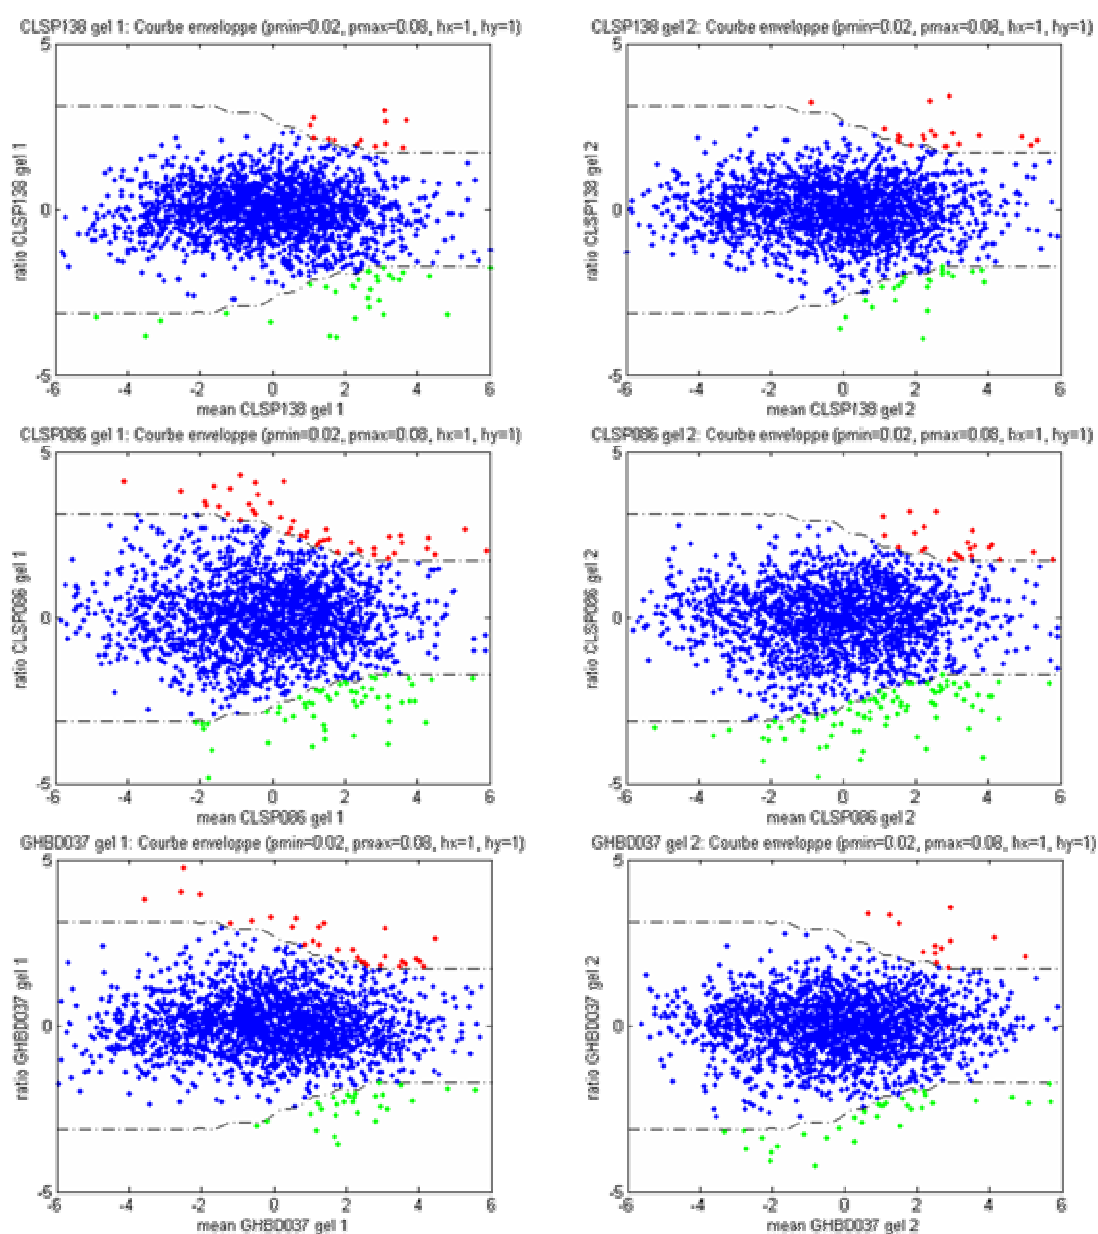 CLSP138 gel 1: Courbe enveloppe (pmin=0.02, pmax=0.08, hx=1, hy=1)
5
0
-5
ratio CLSP138 gel 1
-6 -4 -2 0 2 4 6
mean CLSP138 gel 1
CLSP138 gel 2: Courbe enveloppe (pmin=0.02, pmax=0.08, hx=1, hy=1)
5
0
-5
ratio CLSP138 gel 2
-6 -4 -2 0 2 4 6
mean CLSP138 gel 2
CLSP086 gel 1: Courbe enveloppe (pmin=0.02, pmax=0.08, hx=1, hy=1)
5
0
-5
ratio CLSP086 gel 1
-6 -4 -2 0 2 4 6
mean CLSP086 gel 1
CLSP086 gel 2: Courbe enveloppe (pmin=0.02, pmax=0.08, hx=1, hy=1)
5
0
-5
ratio CLSP086 gel 2
-6 -4 -2 0 2 4 6
mean CLSP086 gel 2
GHBD037 gel 1: Courbe enveloppe (pmin=0.02, pmax=0.08, hx=1, hy=1)
5
0
-5
ratio GHBD037 gel 1
-6 -4 -2 0 2 4 6
mean GHBD037 gel 1
GHBD037 gel 2: Courbe enveloppe (pmin=0.02, pmax=0.08, hx=1, hy=1)
5
0
-5
ratio GHBD037 gel 2
-6 -4 -2 0 2 4 6
mean GHBD037 gel 2